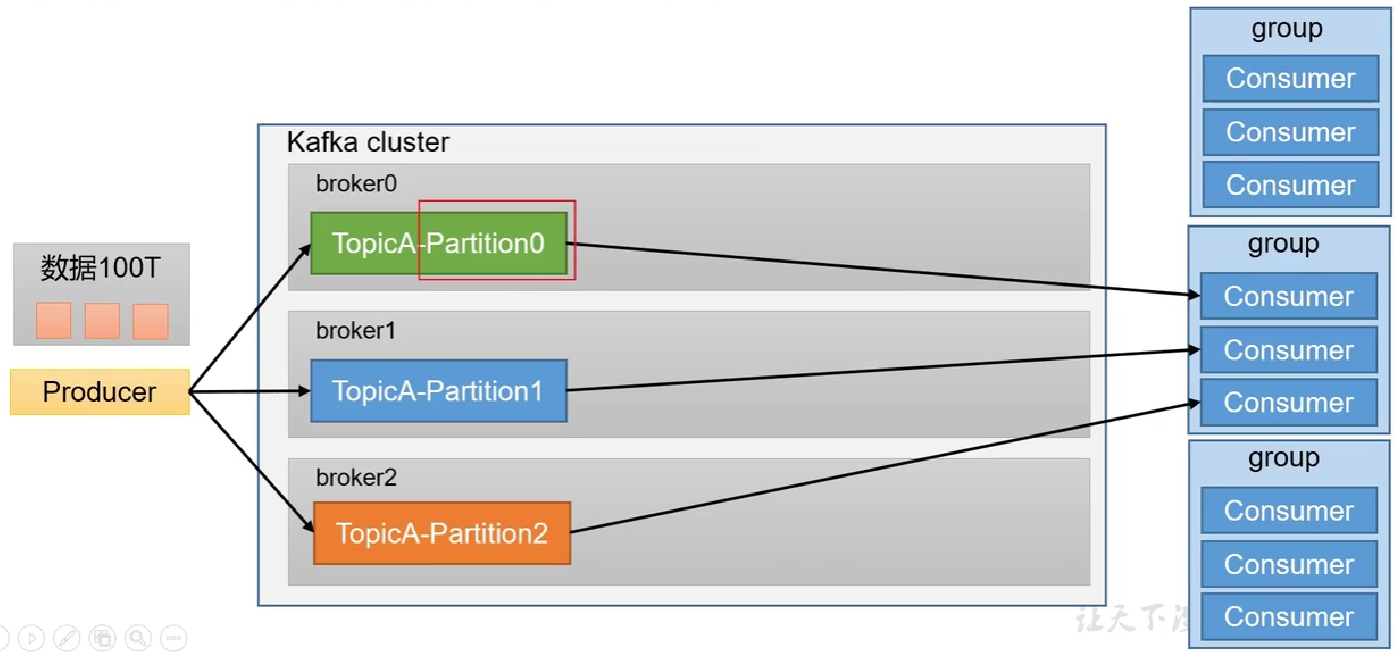 数据100T
Producer
Kafka cluster
broker0
TopicA-Partition0
broker1
TopicA-Partition1
broker2
TopicA-Partition2
group
Consumer
Consumer
Consumer
group
Consumer
Consumer
Consumer
group
Consumer
Consumer
Consumer
让天下